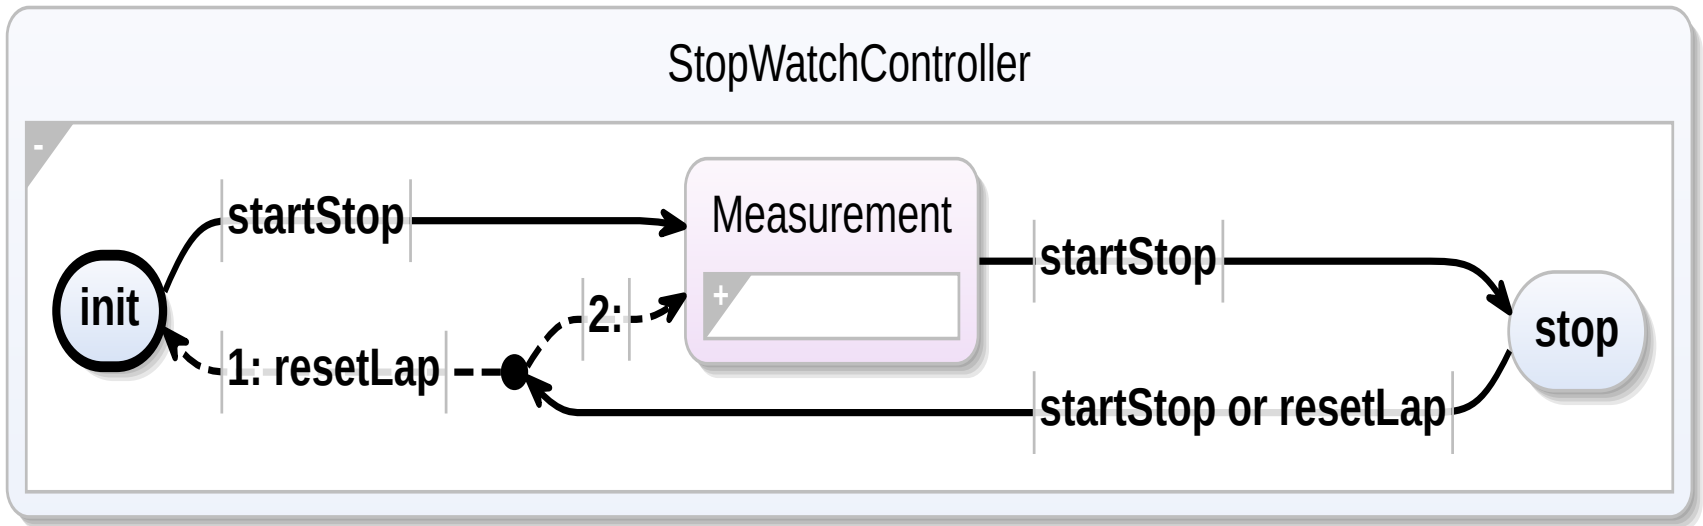 StopWatchController
-
startStop
Measurement
+
startStop
init
2:
stop
1: resetLap
startStop or resetLap